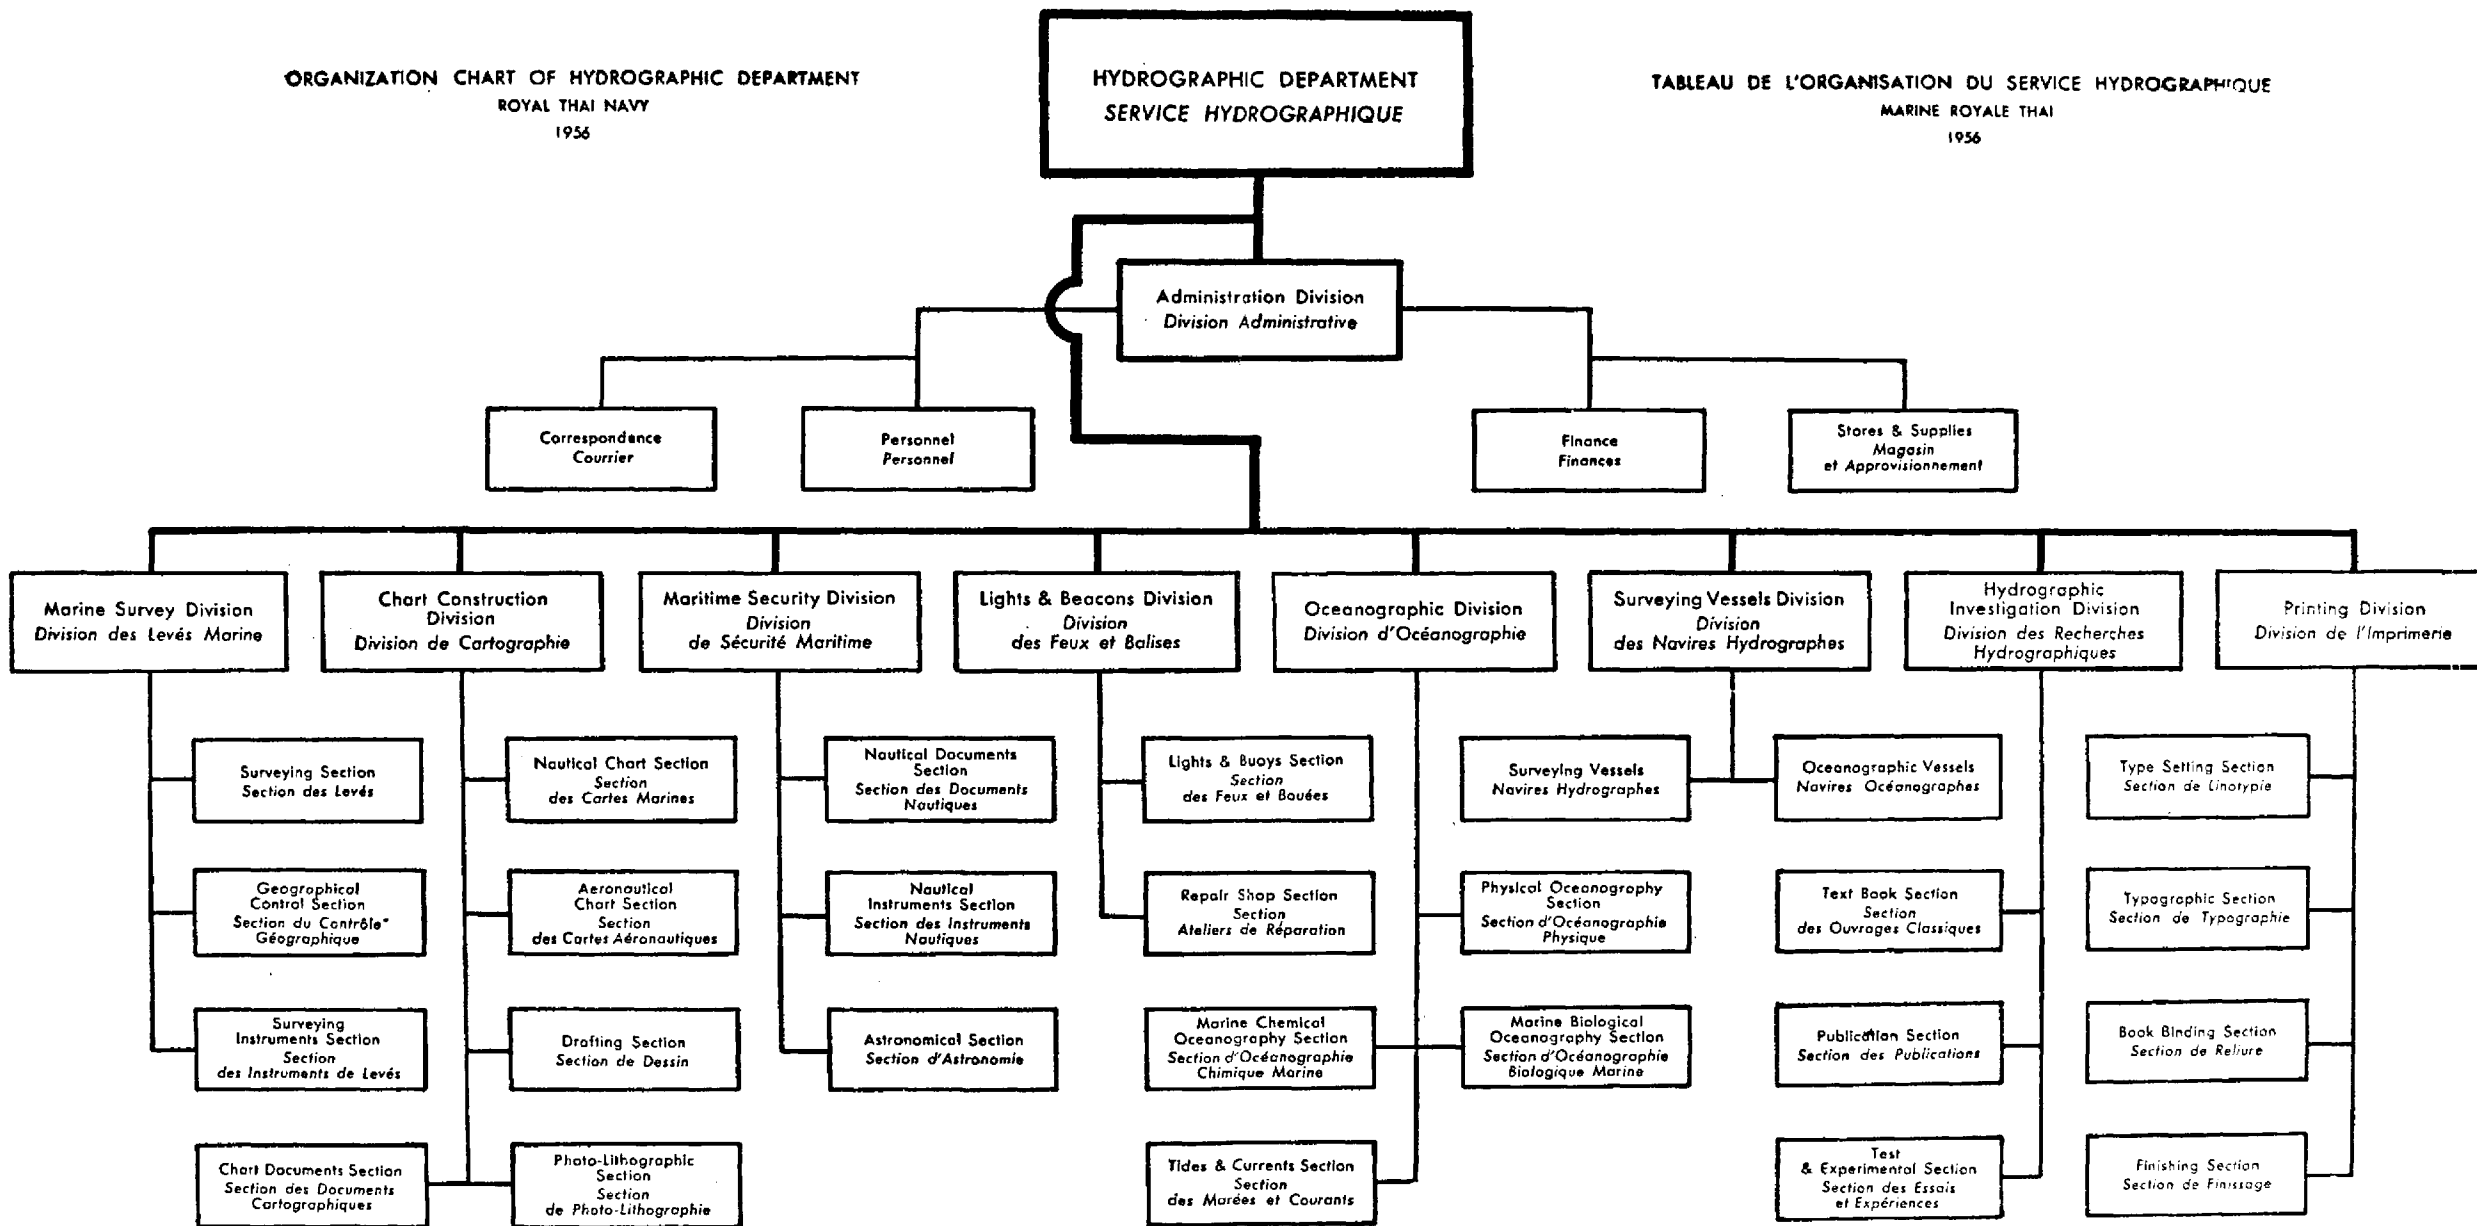 ORGANIZATION CHART OF HYDROGRAPHIC DEPARTMENT
ROYAL THAI NAVY
1956
HYDROGRAPHIC DEPARTMENT
SERVICE HYDROGRAPHIQUE
TABLEAU DE L'ORGANISATION DU SERVICE HYDROGRAPHIQUE
MARINE ROYALE THAI
1956
Administration Division
Division Administrative
Correspondence
Courrier
Personnel
Personnel
Finance
Finances
Stores & Supplies
Magasin
et Approvisionnement
Marine Survey Division
Division des Levés Marine
Chart Construction
Division
Division de Cartographie
Maritime Security Division
Division
de Sécurité Maritime
Lights & Beacons Division
Division
des Feux et Balises
Oceanographic Division
Division d'Océanographie
Surveying Vessels Division
Division
des Navires Hydrographes
Hydrographic
Investigation Division
Division des Recherches
Hydrographiques
Printing Division
Division de l'Imprimerie
Surveying Section
Section des Levés
Nautical Chart Section
Section
des Cartes Marines
Nautical Documents
Section
Section des Documents
Nautiques
Lights & Buoys Section
Section
des Feux et Bouées
Surveying Vessels
Navires Hydrographes
Oceanographic Vessels
Navires Océanographes
Type Setting Section
Section de Linotypie
Geographical
Control Section
Section du Contrôle
Géographique
Aeronautical
Chart Section
Section
des Cartes Aéronautiques
Nautical
Instruments Section
Section des Instruments
Nautiques
Repair Shop Section
Section
Ateliers de Réparation
Physical Oceanography
Section
Section d'Océanographie
Physique
Text Book Section
Section
des Ouvrages Classiques
Typographic Section
Section de Typographie
Surveying
Instruments Section
Section
des Instruments de Levés
Drafting Section
Section de Dessin
Astronomical Section
Section d'Astronomie
Marine Chemical
Oceanography Section
Section d'Océanographie
Chimique Marine
Marine Biological
Oceanography Section
Section d'Océanographie
Biologique Marine
Publication Section
Section des Publications
Book Binding Section
Section de Reliure
Chart Documents Section
Section des Documents
Cartographiques
Photo-Lithographic
Section
Section
de Photo-Lithographie
Tides & Currents Section
Section
des Marées et Courants
Test
& Experimental Section
Section des Essais
et Expériences
Finishing Section
Section de Finissage